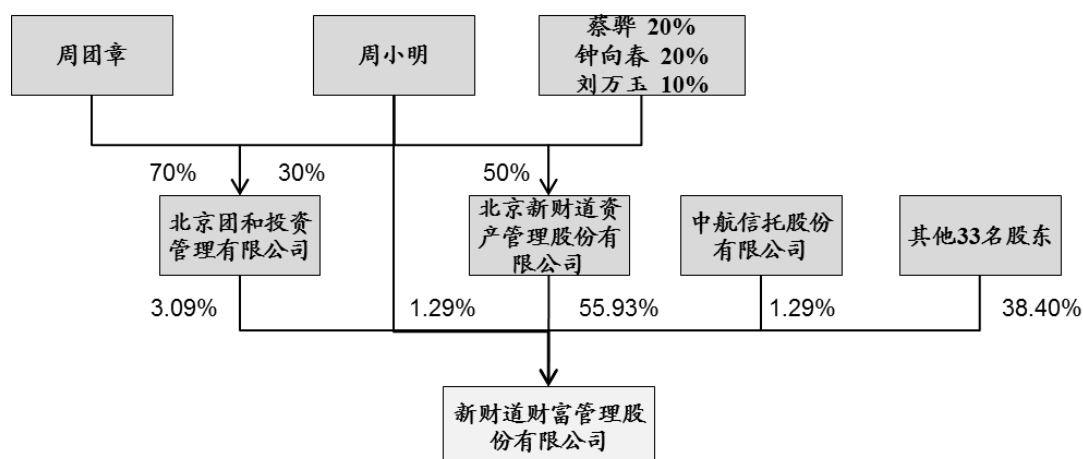 周团章
周小明
蔡骅 20%
钟向春 20%
刘万玉 10%
70%
30%
50%
北京团和投资
管理有限公司
北京新财道资
产管理股份有
限公司
中航信托股份
有限公司
其他33名股东
3.09%
1.29%
55.93%
1.29%
38.40%
新财道财富管理股
份有限公司